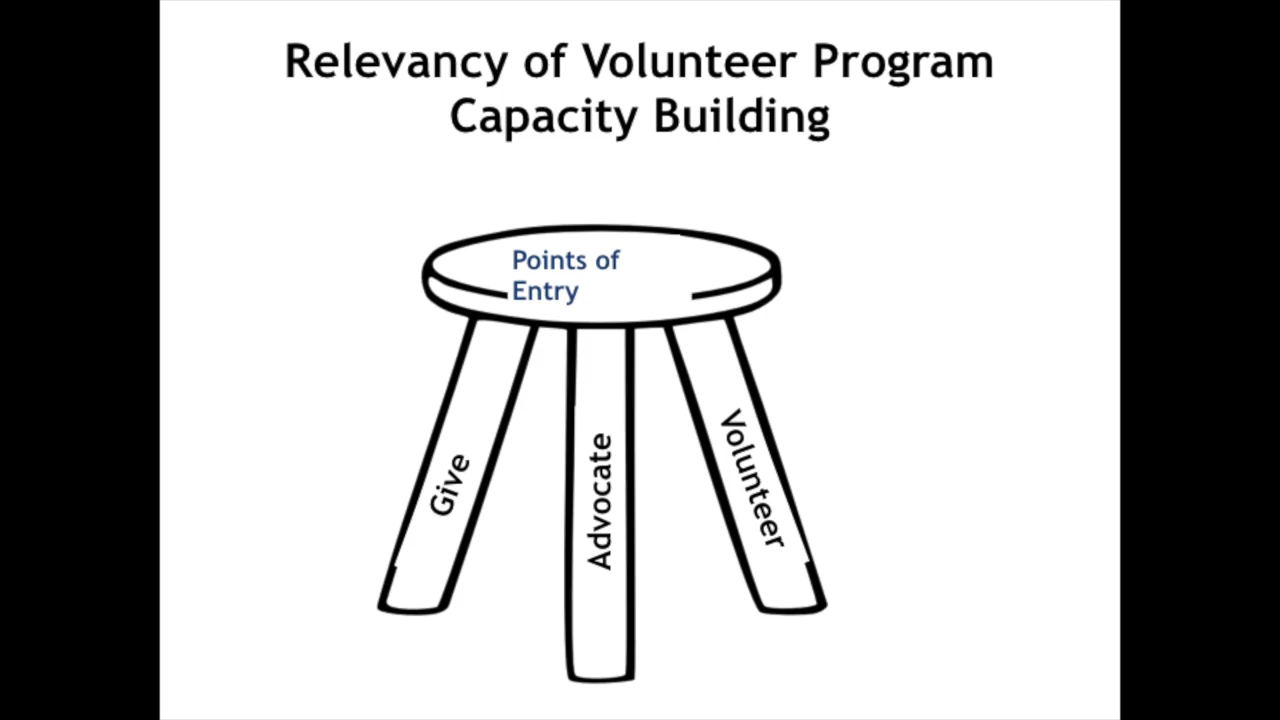 Relevancy of Volunteer Program
Capacity Building
Points of
Entry
Give
Advocate
Volunteer